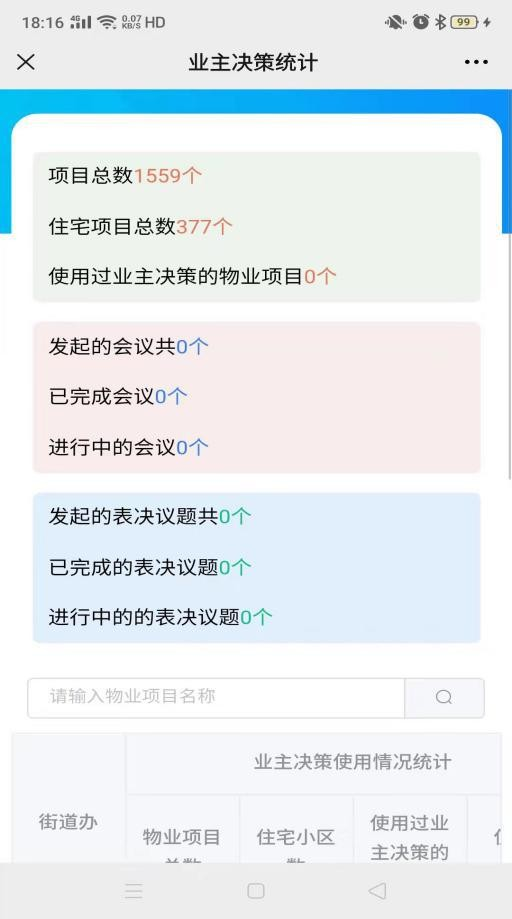 18:16 4G 0.07 KB/S HD 99
业主决策统计
项目总数1559个
住宅项目总数377个
使用过业主决策的物业项目0个
发起的会议共0个
已完成会议0个
进行中的会议0个
发起的表决议题共0个
已完成的表决议题0个
进行中的的表决议题0个
请输入物业项目名称
业主决策使用情况统计
街道办
物业项目
总数
住宅小区
数
使用过业
主决策的